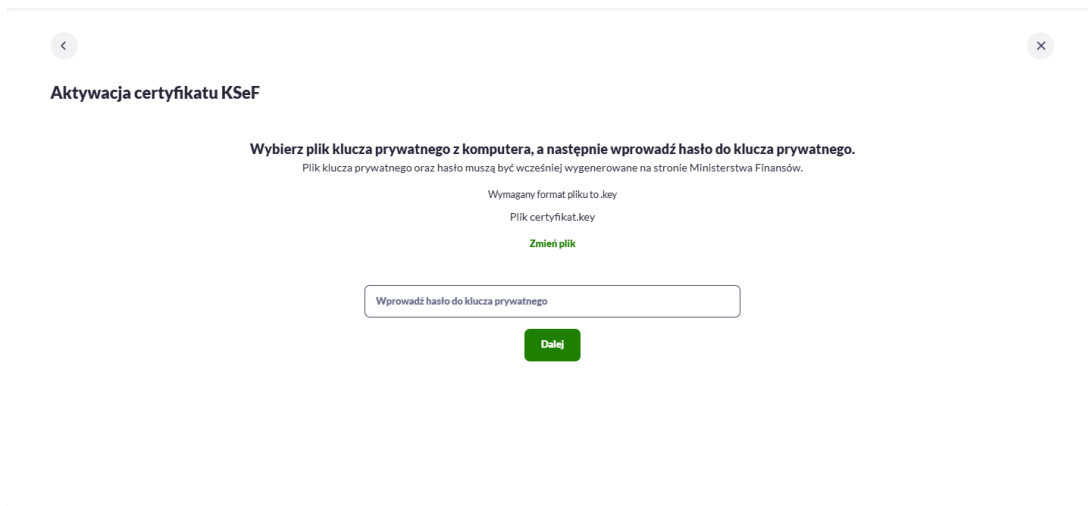 Aktywacja certyfikatu KSeF
Wybierz plik klucza prywatnego z komputera, a następnie wprowadź hasło do klucza prywatnego.
Plik klucza prywatnego oraz hasło muszą być wcześniej wygenerowane na stronie Ministerstwa Finansów.
Wymagany format pliku to .key
Plik certyfikat.key
Zmień plik
Wprowadź hasło do klucza prywatnego
Dalej